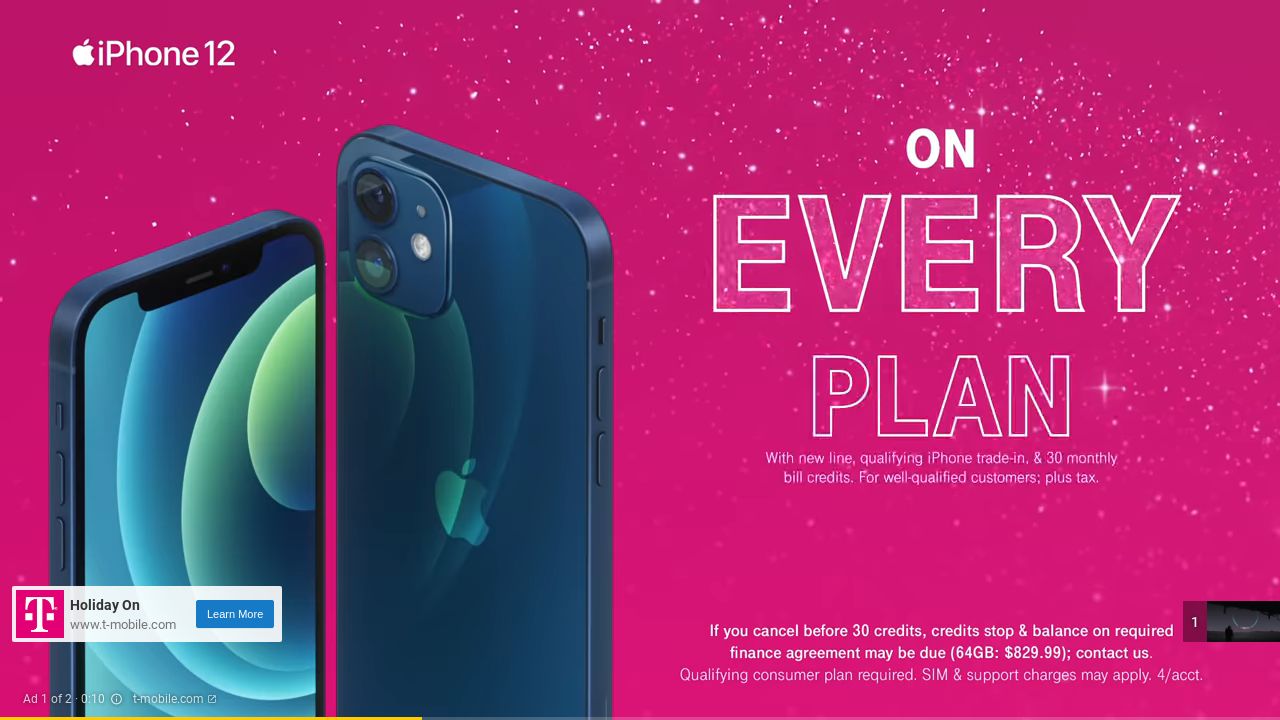 iPhone 12
ON
EVERY
PLAN
With new line, qualifying iPhone trade-in, & 30 monthly
bill credits. For well-qualified customers; plus tax.
If you cancel before 30 credits, credits stop & balance on required
finance agreement may be due (64GB: $829.99); contact us.
Qualifying consumer plan required. SIM & support charges may apply. 4/acct.
1
T
Holiday On
www.t-mobile.com
Learn More
Ad 1 of 2 · 0:10 t-mobile.com